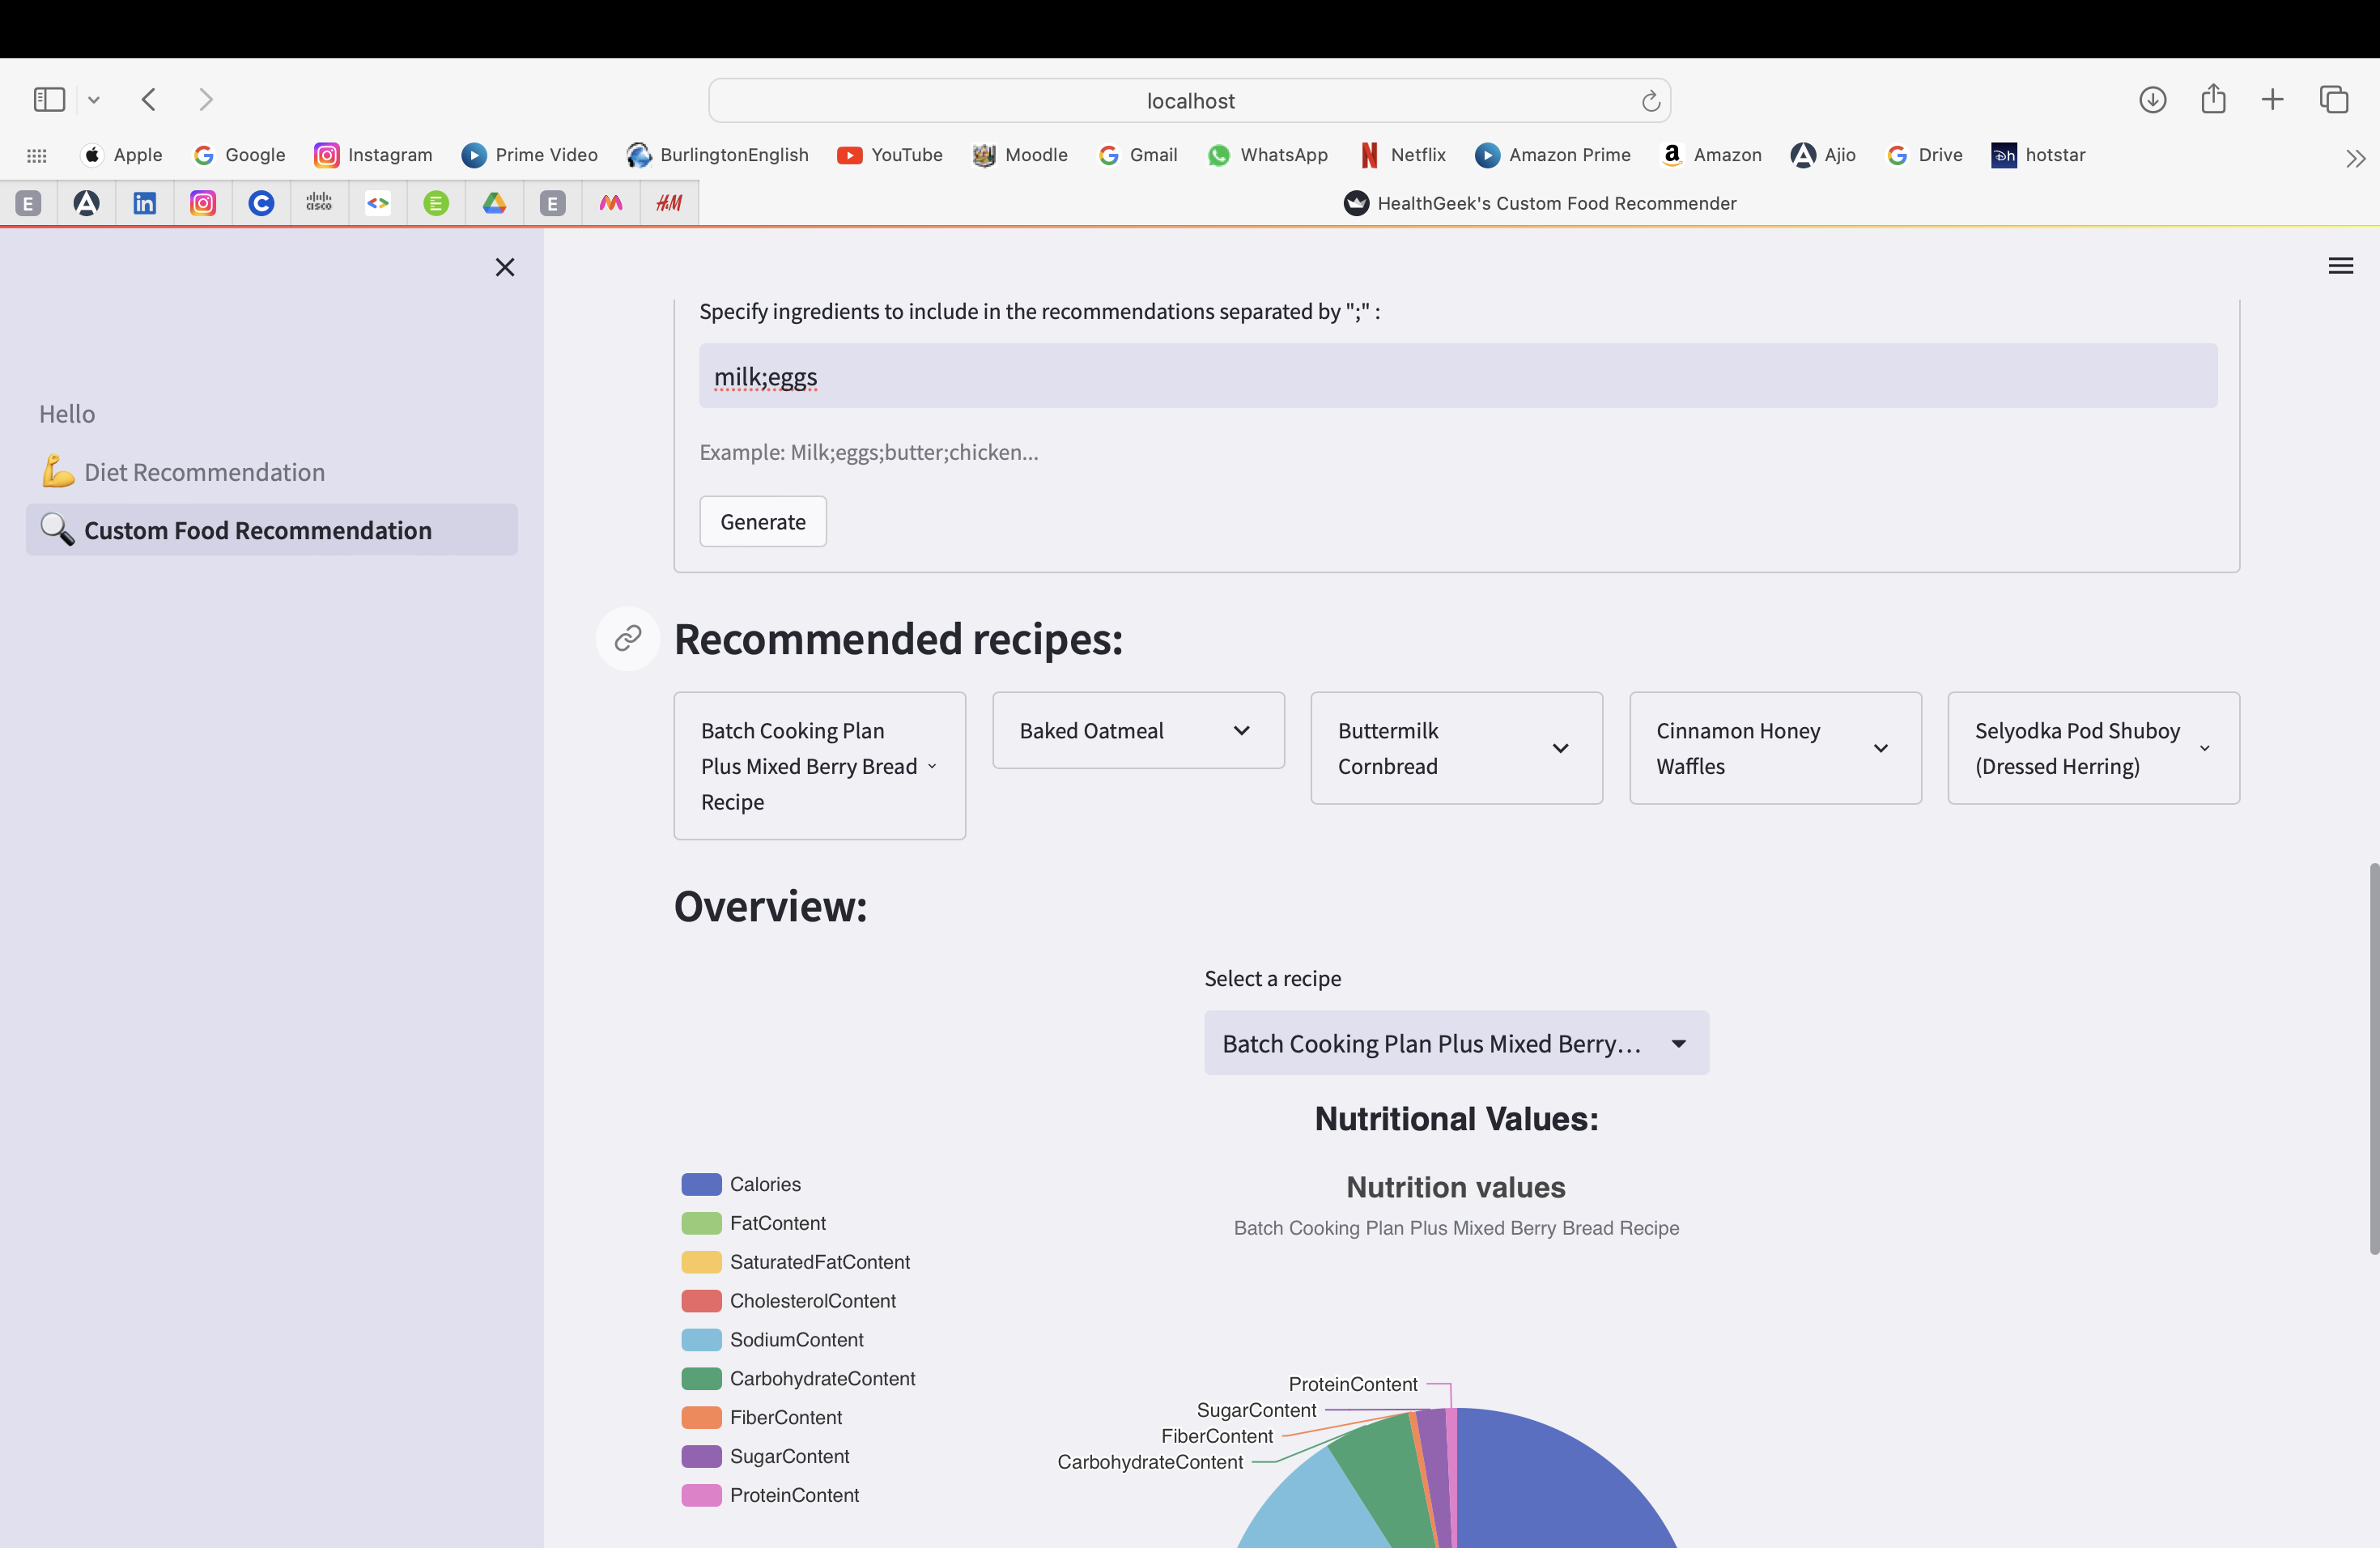 localhost
Apple Google Instagram Prime Video BurlingtonEnglish YouTube Moodle Gmail WhatsApp Netflix Amazon Prime Amazon Ajio Drive hotstar
HealthGeek's Custom Food Recommender
Hello
Diet Recommendation
Custom Food Recommendation
Specify ingredients to include in the recommendations separated by ";" :
milk;eggs
Example: Milk;eggs;butter;chicken...
Generate
Recommended recipes:
Batch Cooking Plan
Plus Mixed Berry Bread
Recipe
Baked Oatmeal
Buttermilk
Cornbread
Cinnamon Honey
Waffles
Selyodka Pod Shuboy
(Dressed Herring)
Overview:
Select a recipe
Batch Cooking Plan Plus Mixed Berry...
Nutritional Values:
Nutrition values
Batch Cooking Plan Plus Mixed Berry Bread Recipe
Calories
FatContent
SaturatedFatContent
CholesterolContent
SodiumContent
CarbohydrateContent
FiberContent
SugarContent
ProteinContent
ProteinContent
SugarContent
FiberContent
CarbohydrateContent